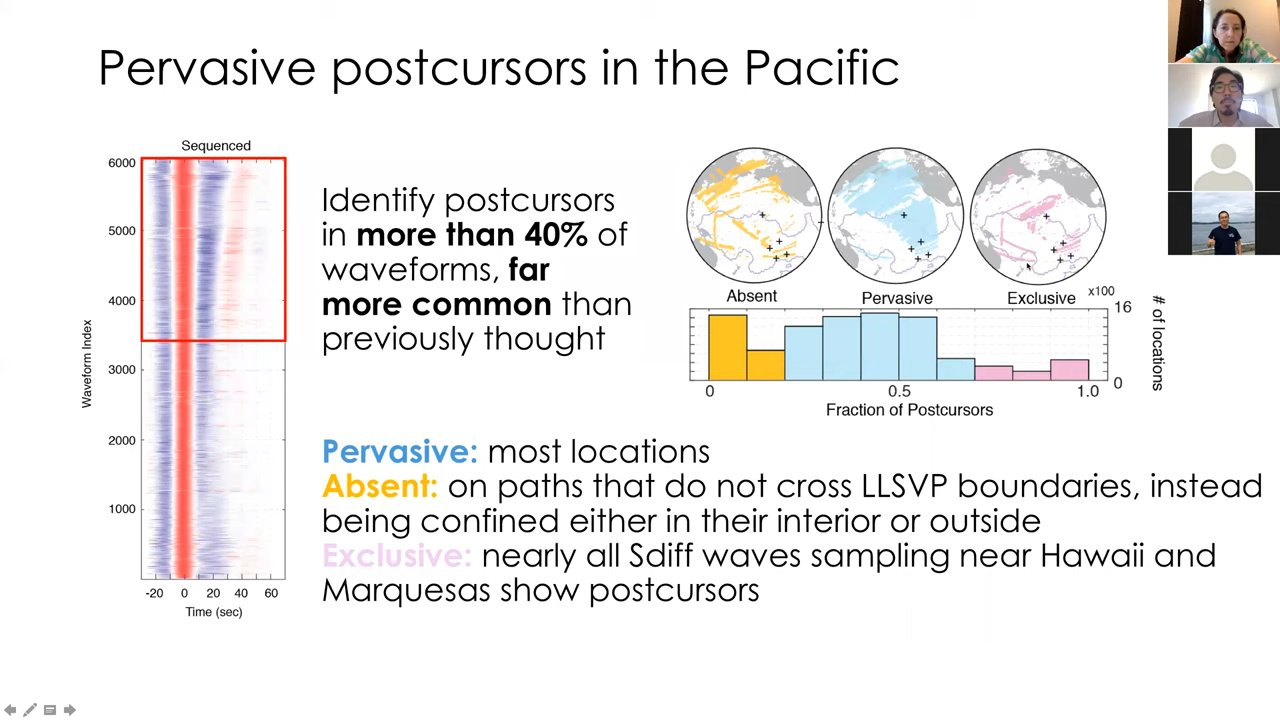 Pervasive postcursors in the Pacific
Sequenced
6000
5000
4000
3000
2000
1000
Waveform Index
-20 0 20 40 60
Time (sec)
Identify postcursors
in more than 40% of
waveforms, far
more common than
previously thought
Absent Pervasive Exclusive
x100
16
0
# of locations
0 0.5 1.0
Fraction of Postcursors
Pervasive: most locations
Absent: on paths that do not cross LLSVP boundaries, instead
being confined either in their interior or outside
Exclusive: nearly all Sdiff waves sampling near Hawaii and
Marquesas show postcursors